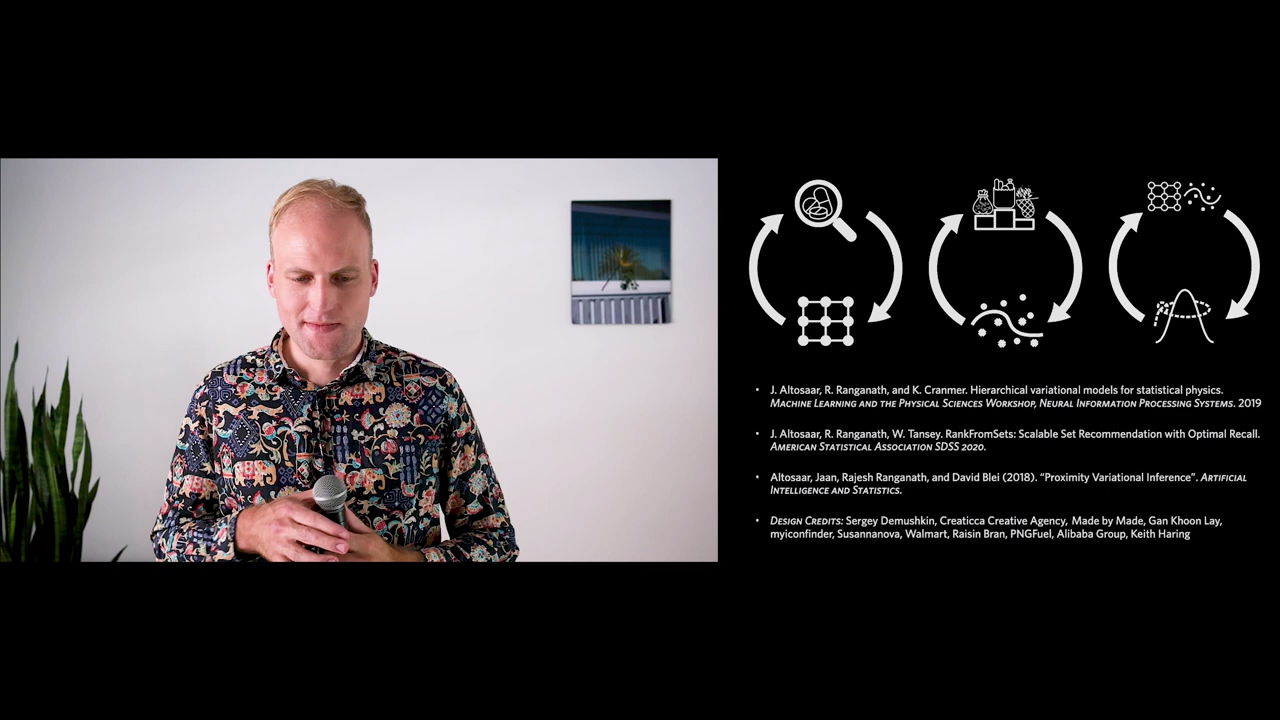 • J. Altosaar, R. Ranganath, and K. Cranmer. Hierarchical variational models for statistical physics.
Machine Learning and the Physical Sciences Workshop, Neural Information Processing Systems. 2019
• J. Altosaar, R. Ranganath, W. Tansey. RankFromSets: Scalable Set Recommendation with Optimal Recall.
American Statistical Association SDSS 2020.
• Altosaar, Jaan, Rajesh Ranganath, and David Blei (2018). “Proximity Variational Inference”. Artificial
Intelligence and Statistics.
• Design Credits: Sergey Demushkin, Creaticca Creative Agency, Made by Made, Gan Khoon Lay,
myiconfinder, Susannanova, Walmart, Raisin Bran, PNGFuel, Alibaba Group, Keith Haring